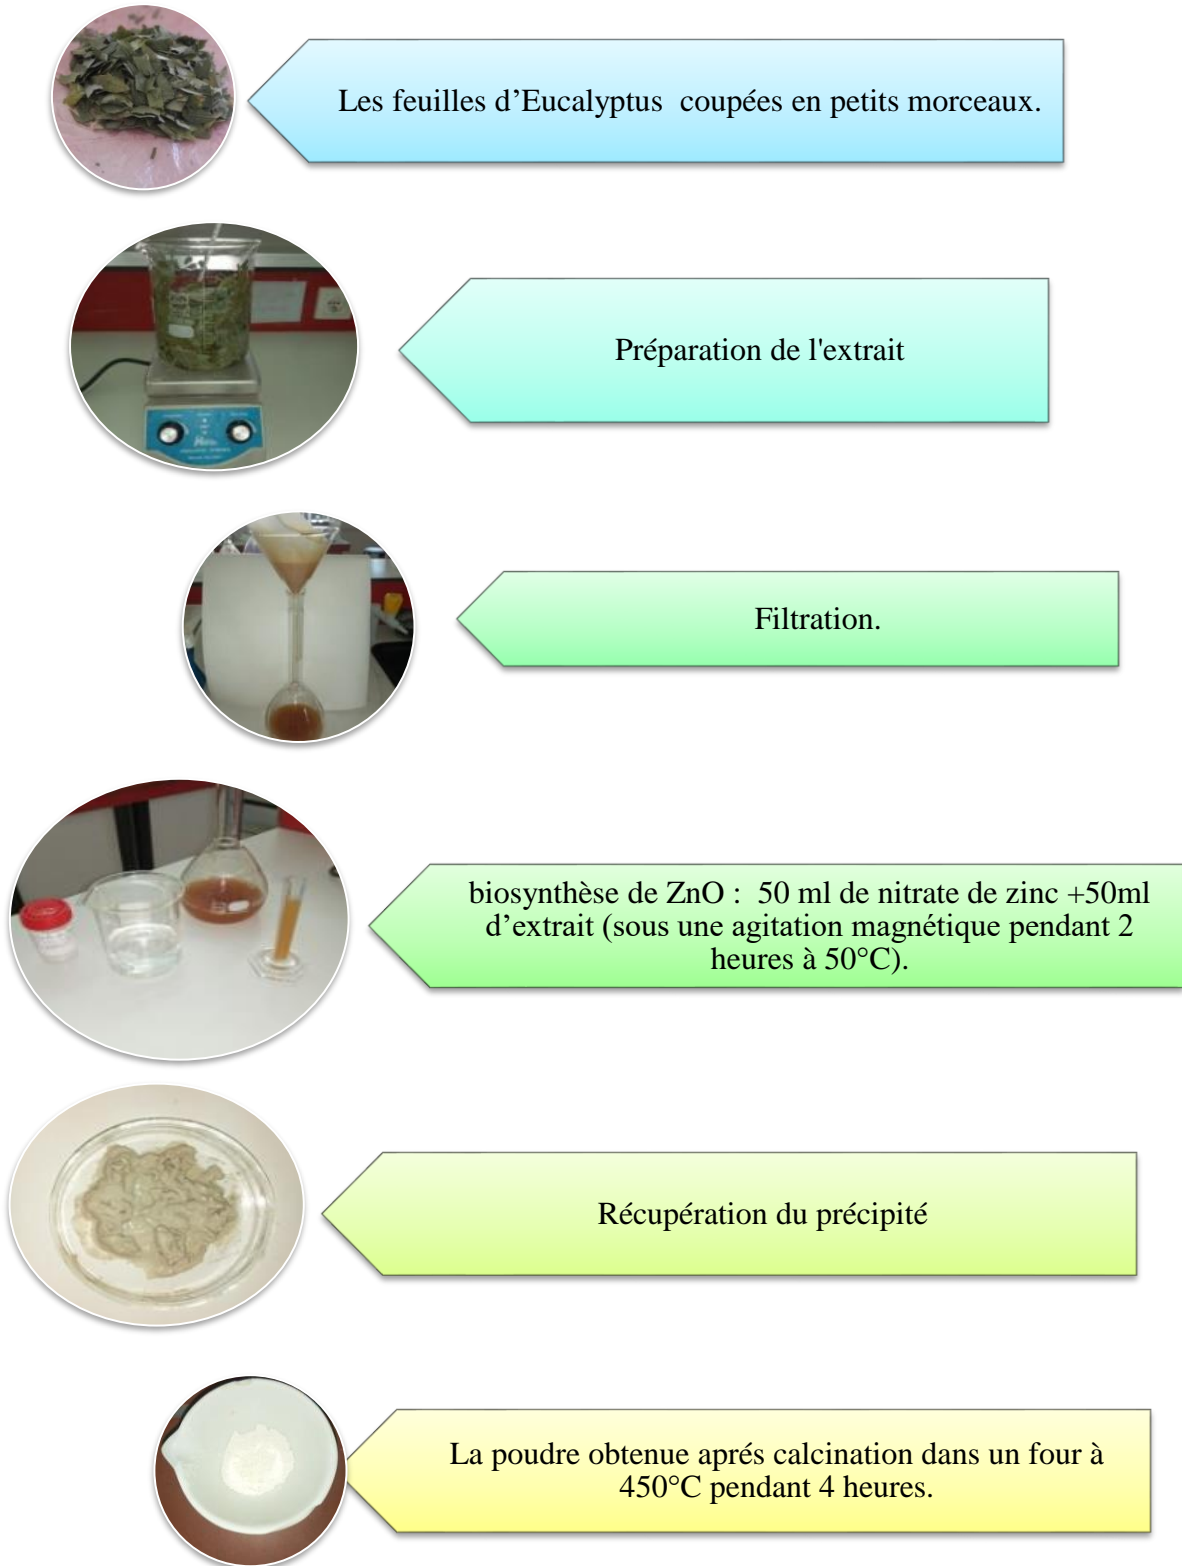 Les feuilles d’Eucalyptus  coupées en petits morceaux.
Préparation de l'extrait
Filtration.
biosynthèse de ZnO :  50 ml de nitrate de zinc +50ml
d’extrait (sous une agitation magnétique pendant 2
heures à 50°C).
Récupération du précipité
La poudre obtenue aprés calcination dans un four à
450°C pendant 4 heures.